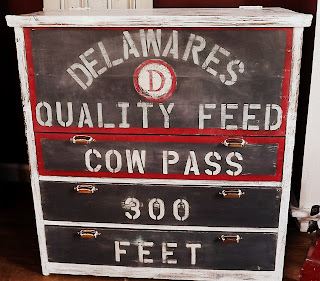 DELAWARES
D
QUALITY FEED
COW PASS
300
FEET